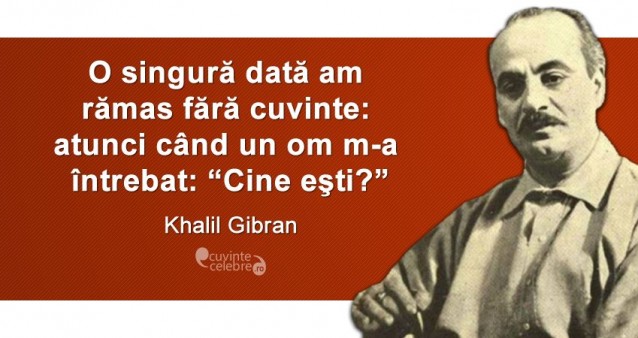 O singură dată am
rămas fără cuvinte:
atunci când un om m-a
întrebat: “Cine eşti?”
Khalil Gibran
cuvinte
celebre.ro